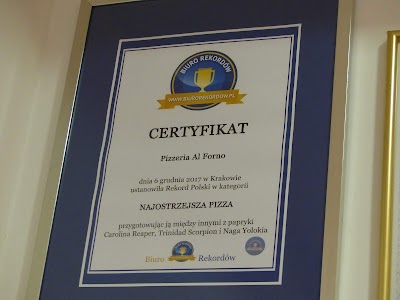 BIURO REKORDÓW
WWW.BIUROREKORDOW.PL
CERTYFIKAT
Pizzeria Al Forno
dnia 6 grudnia 2017 w Krakowie
ustanowiła Rekord Polski w kategorii
NAJOSTRZEJSZA PIZZA
przygotowując ją między innymi z papryki
Carolina Reaper, Trinidad Scorpion i Naga Yolokia
Biuro Rekordów